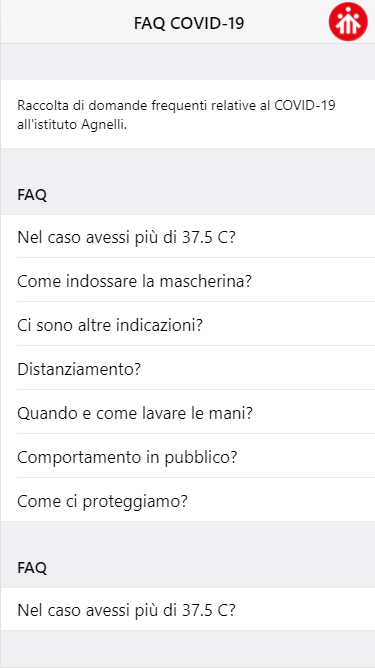 FAQ COVID-19
Raccolta di domande frequenti relative al COVID-19
all'istituto Agnelli.
FAQ
Nel caso avessi più di 37.5 C?
Come indossare la mascherina?
Ci sono altre indicazioni?
Distanziamento?
Quando e come lavare le mani?
Comportamento in pubblico?
Come ci proteggiamo?
FAQ
Nel caso avessi più di 37.5 C?